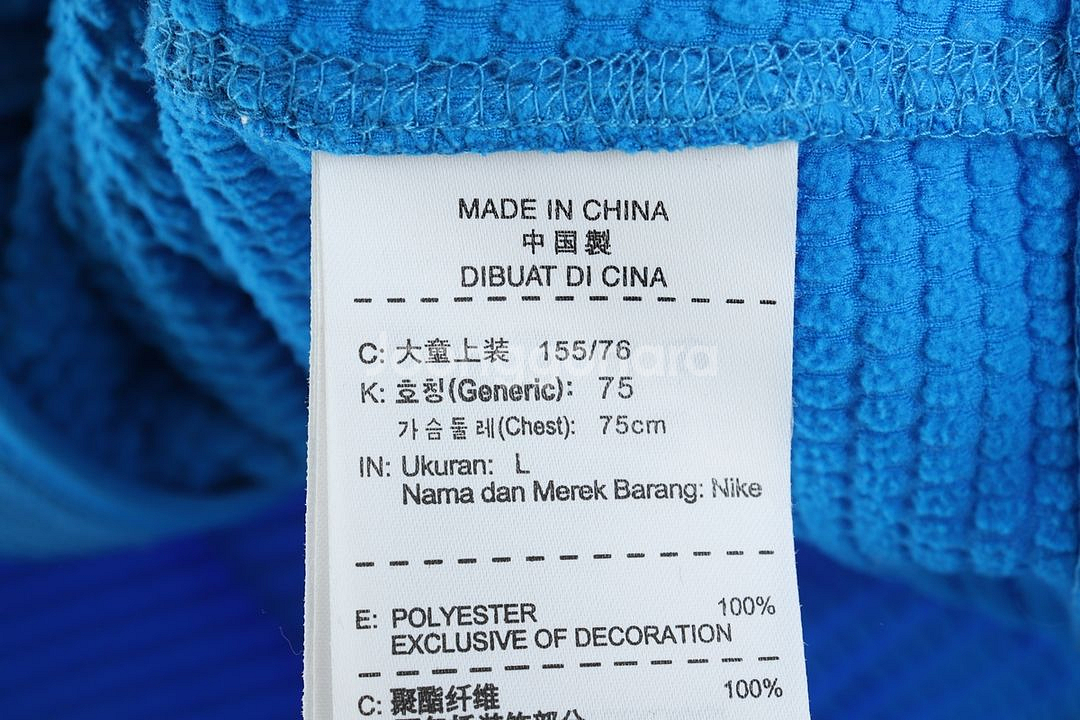 MADE IN CHINA
中国製
DIBUAT DI CINA
C: 大童上装 155/76
K: 호칭(Generic): 75
가슴둘레(Chest): 75cm
IN: Ukuran: L
Nama dan Merek Barang: Nike
E: POLYESTER 100%
EXCLUSIVE OF DECORATION
C: 聚酯纤维 100%